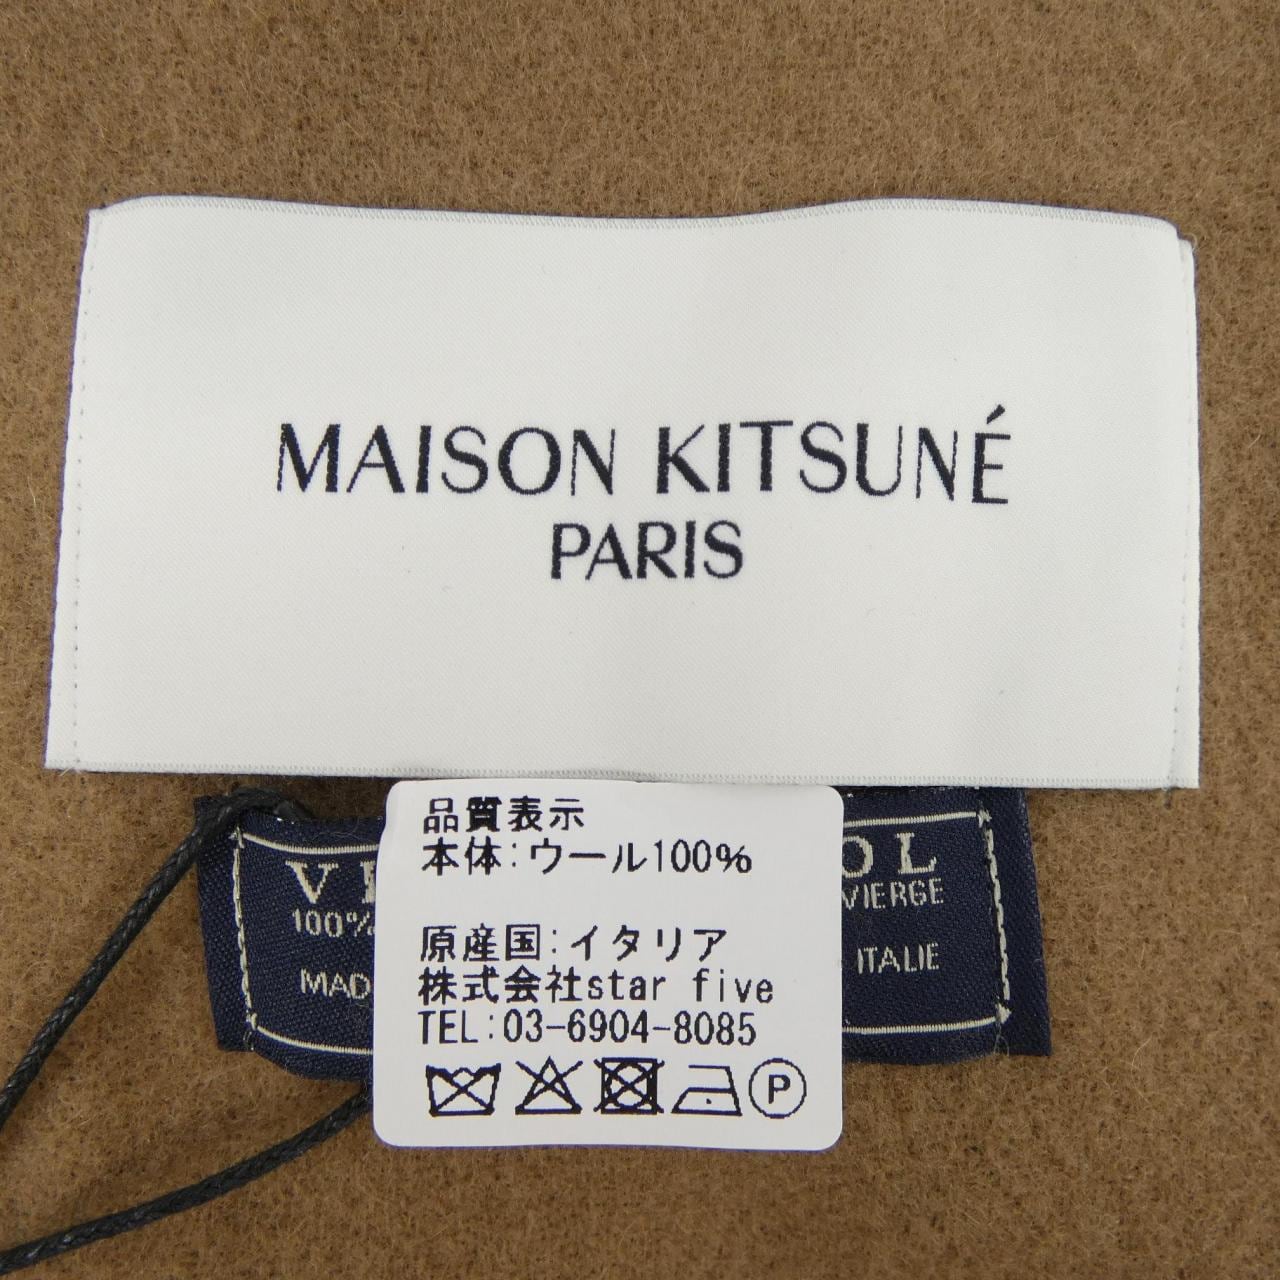 MAISON KITSUNÉ
PARIS
品質表示
本体:ウール100%
原産国:イタリア
株式会社star five
TEL:03-6904-8085
P
100%
VIERGE
ITALIE